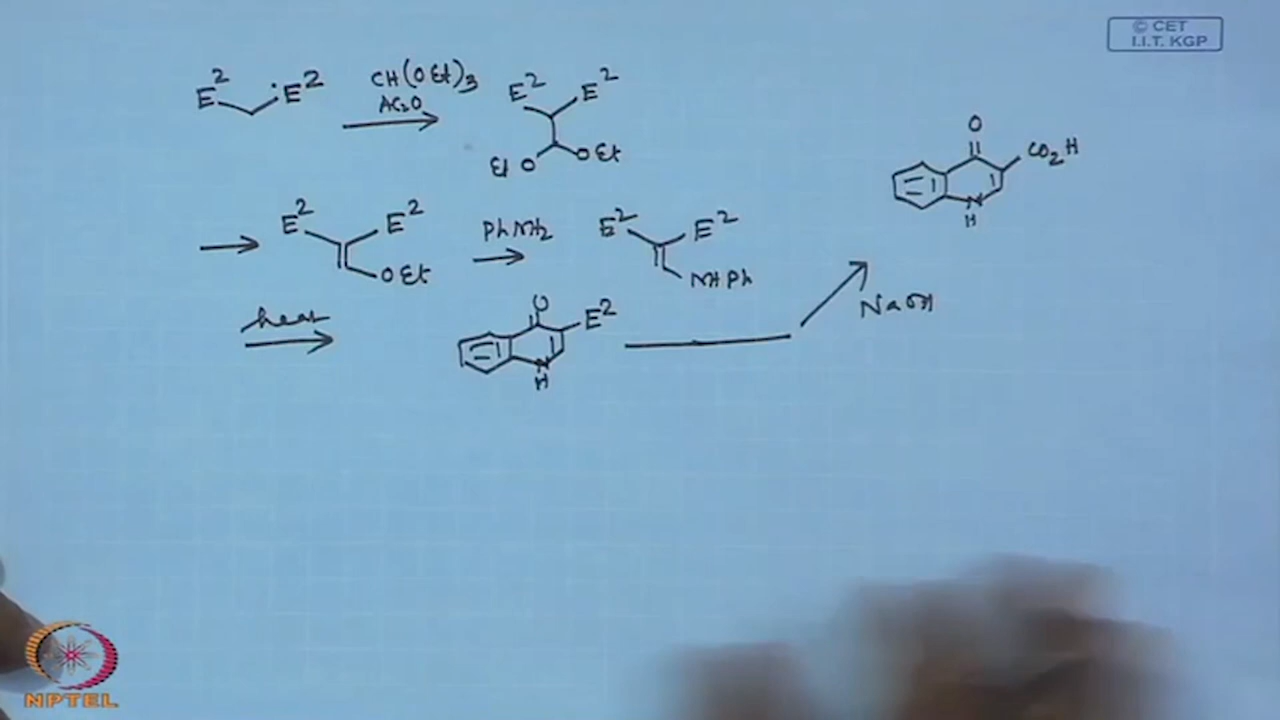 © CET
I.I.T. KGP
E² E² CH(OEt)₃ E² E²
Ac₂O
EtO OEt
O
CO₂H
N
H
E² E² PhNH₂ E² E²
OEt NHPh
heat O E² NaOH
N
H
NPTEL